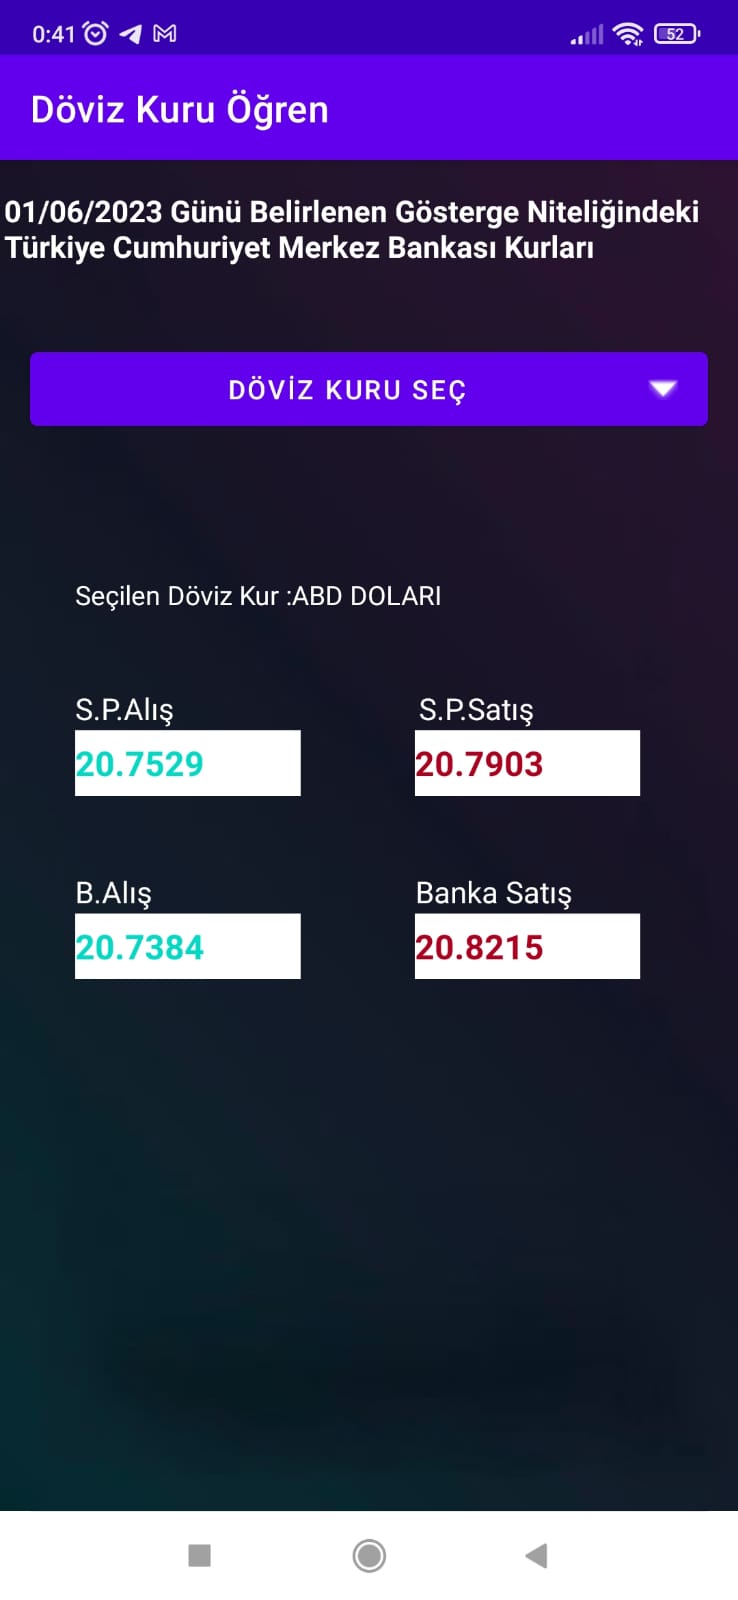 0:41
52
Döviz Kuru Öğren
01/06/2023 Günü Belirlenen Gösterge Niteliğindeki
Türkiye Cumhuriyet Merkez Bankası Kurları
DÖVİZ KURU SEÇ
Seçilen Döviz Kur :ABD DOLARI
S.P.Alış S.P.Satış
20.7529 20.7903
B.Alış Banka Satış
20.7384 20.8215